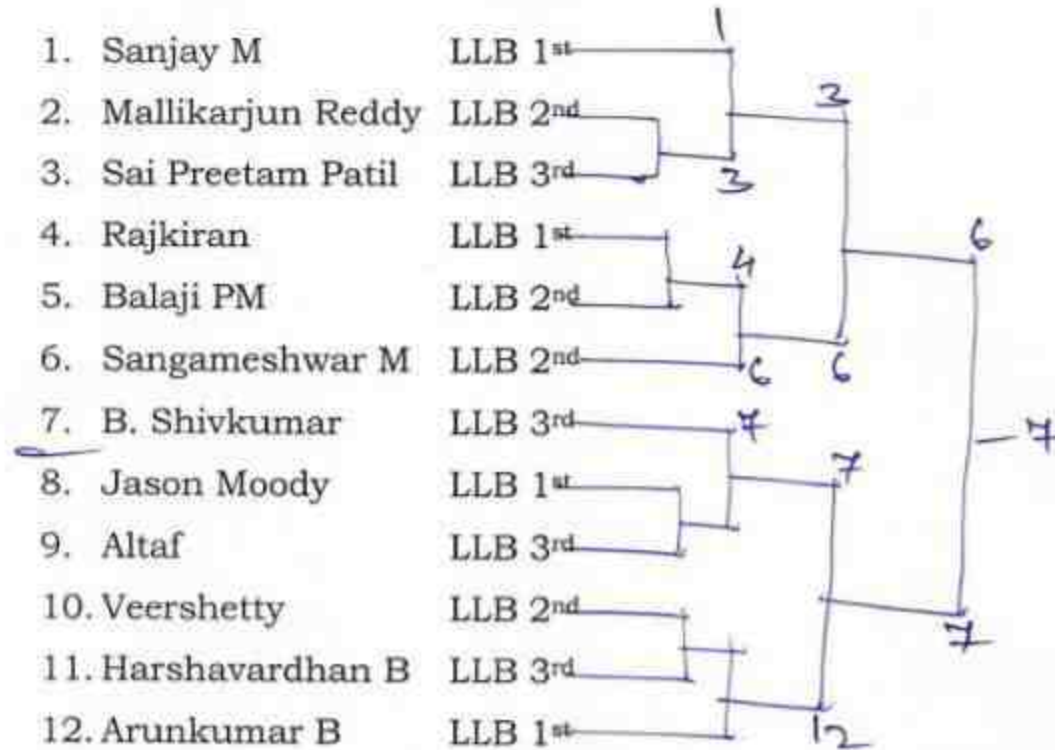 1
1. Sanjay M LLB 1st
3
2. Mallikarjun Reddy LLB 2nd
3. Sai Preetam Patil LLB 3rd
3
4. Rajkiran LLB 1st
6
4
5. Balaji PM LLB 2nd
6. Sangameshwar M LLB 2nd
6 6
7. B. Shivkumar LLB 3rd
7 7
7
8. Jason Moody LLB 1st
9. Altaf LLB 3rd
10. Veershetty LLB 2nd
7
11. Harshavardhan B LLB 3rd
12. Arunkumar B LLB 1st
12